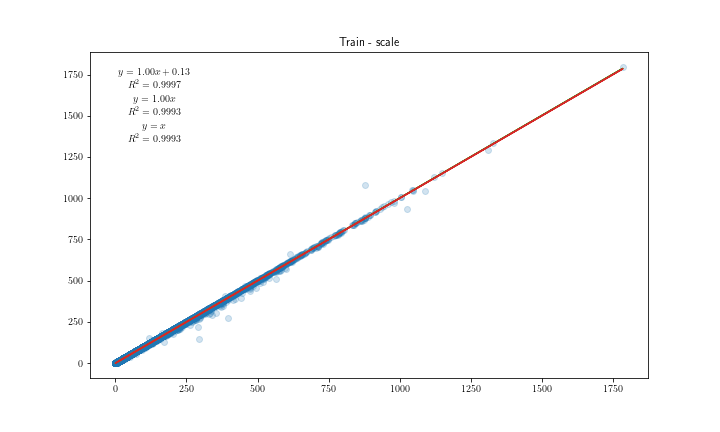 Train - scale
y = 1.00x + 0.13
R² = 0.9997
y = 1.00x
R² = 0.9993
y = x
R² = 0.9993
1750
1500
1250
1000
750
500
250
0
0 250 500 750 1000 1250 1500 1750